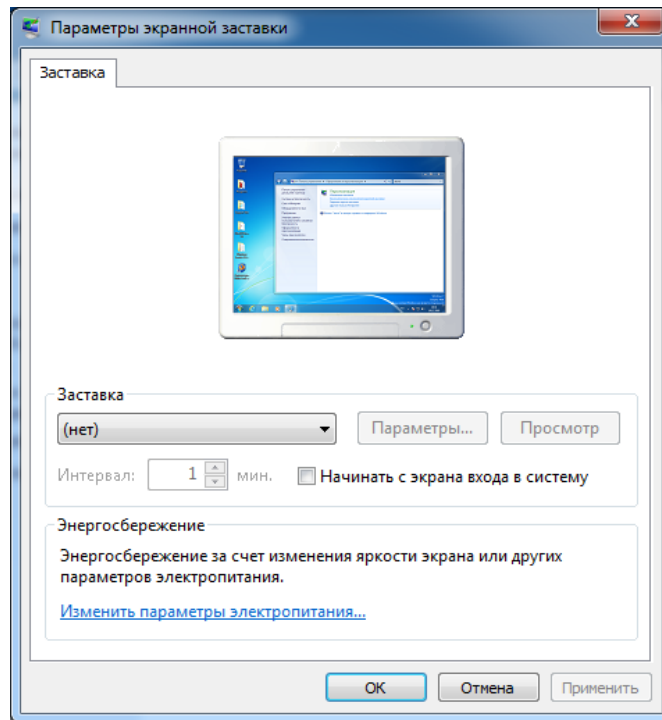 Параметры экранной заставки
Заставка
Заставка
(нет)
Параметры...
Просмотр
Интервал: 1 мин.
Начинать с экрана входа в систему
Энергосбережение
Энергосбережение за счет изменения яркости экрана или других
параметров электропитания.
Изменить параметры электропитания...
ОК
Отмена
Применить